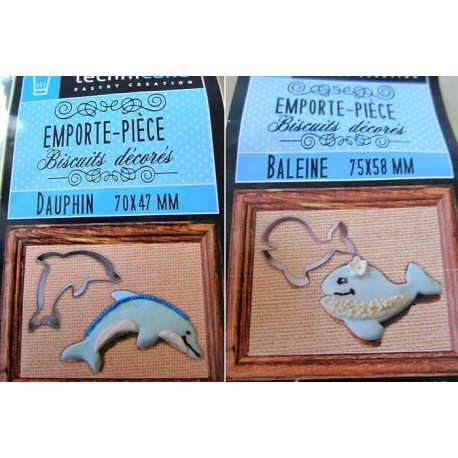 PASTRY CREATION
EMPORTE-PIÈCE
Biscuits décorés
DAUPHIN 70X47 MM
EMPORTE-PIÈCE
Biscuits décorés
BALEINE 75X58 MM